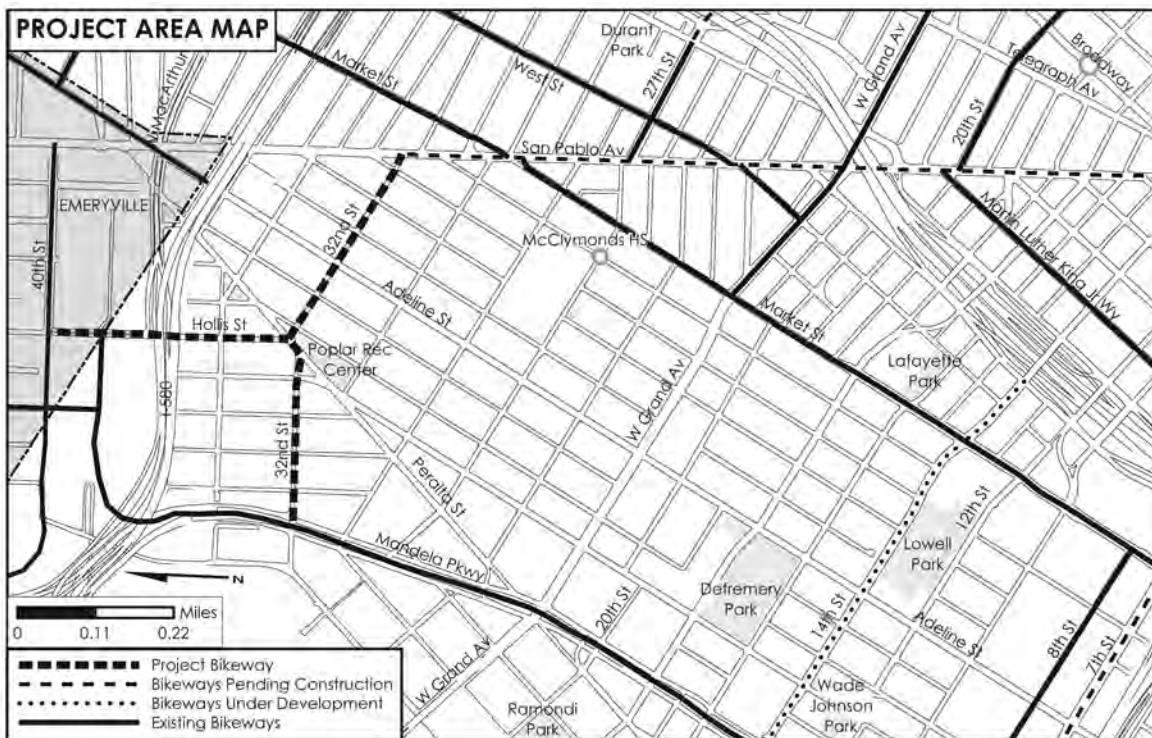 PROJECT AREA MAP
Durant
Park
Broadway
Telegraph Av
W Grand Av
MacArthur
Market St
West St
27th St
20th St
San Pablo Av
EMERYVILLE
32nd St
McClymonds HS
Martin Luther King Jr Wy
40th St
Hollis St
Adeline St
Market St
Poplar Rec
Center
Lafayette
Park
I-580
W Grand Av
32nd St
Peralta St
12th St
Lowell
Park
Mandela Pkwy
N
Defremery
Park
20th St
14th St
Adeline St
8th St
7th St
Miles
0 0.11 0.22
W Grand Av
Wade
Johnson
Park
Ramondi
Park
Project Bikeway
Bikeways Pending Construction
Bikeways Under Development
Existing Bikeways